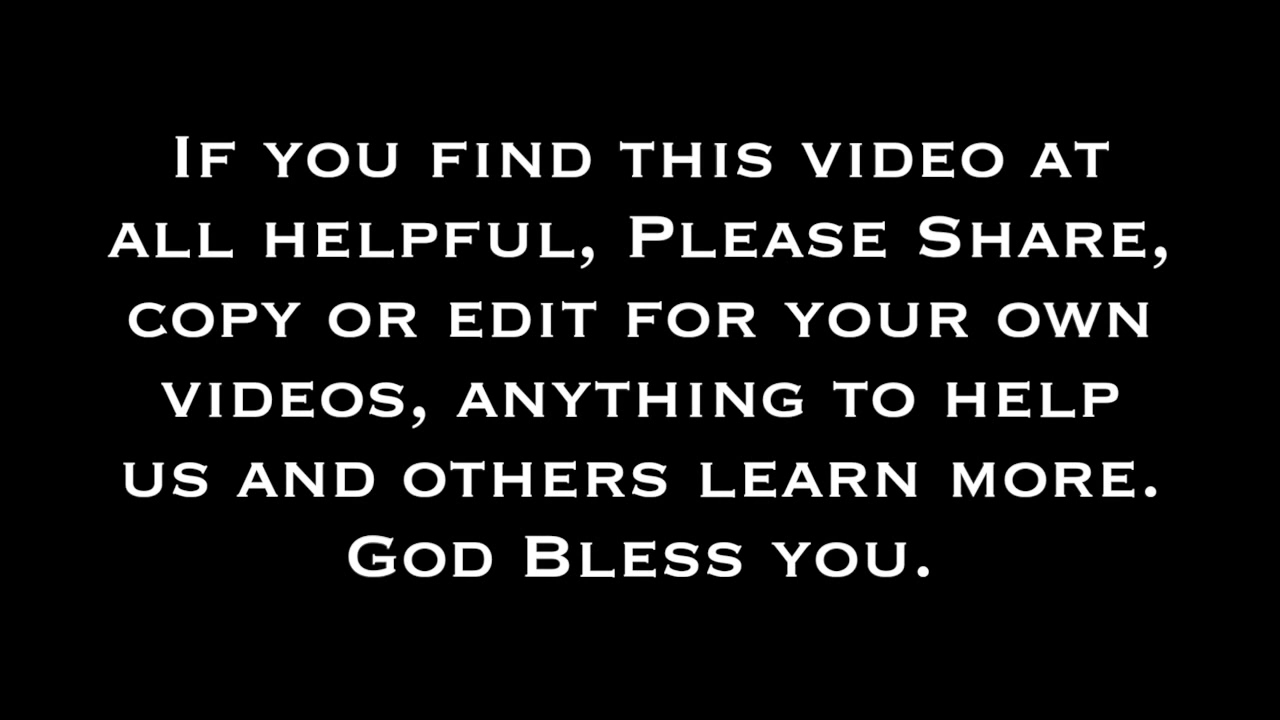 If you find this video at
all helpful, Please Share,
copy or edit for your own
videos, anything to help
us and others learn more.
God Bless you.